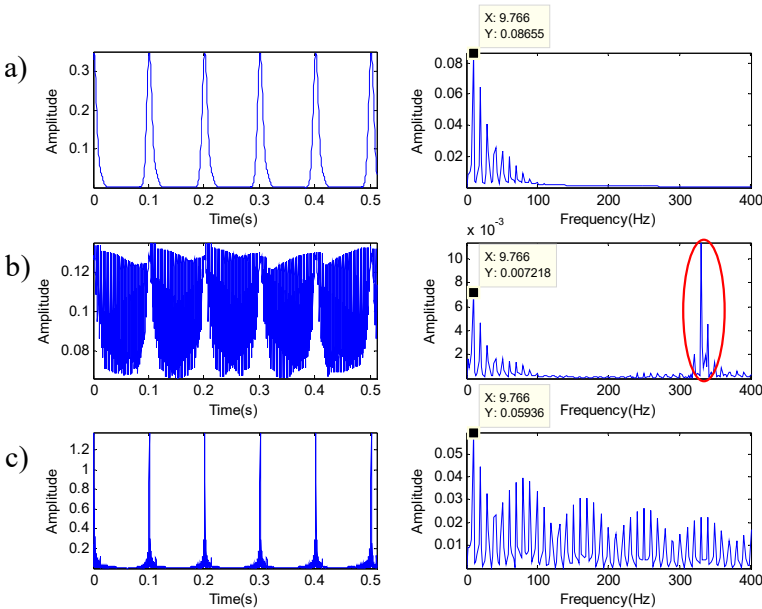 a)
Amplitude
0.3
0.2
0.1
0 0.1 0.2 0.3 0.4 0.5
Time(s)
X: 9.766
Y: 0.08655
Amplitude
0.08
0.06
0.04
0.02
0 100 200 300 400
Frequency(Hz)
b)
Amplitude
0.12
0.1
0.08
0 0.1 0.2 0.3 0.4 0.5
Time(s)
x 10-3
X: 9.766
Y: 0.007218
Amplitude
10
8
6
4
2
0 100 200 300 400
Frequency(Hz)
c)
Amplitude
1.2
1
0.8
0.6
0.4
0.2
0 0.1 0.2 0.3 0.4 0.5
Time(s)
X: 9.766
Y: 0.05936
Amplitude
0.05
0.04
0.03
0.02
0.01
0 100 200 300 400
Frequency(Hz)